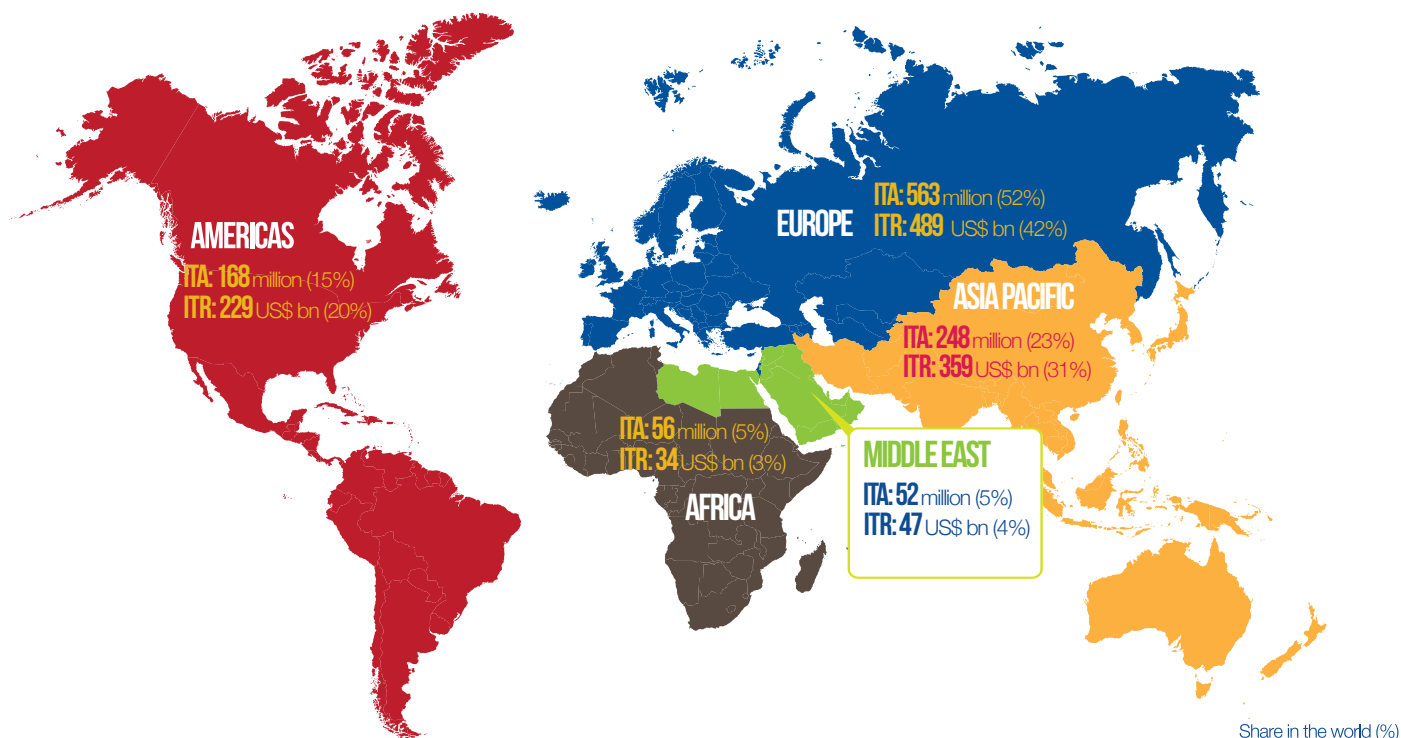 AMERICAS
ITA: 168 million (15%)
ITR: 229 US$ bn (20%)
EUROPE
ITA: 563 million (52%)
ITR: 489 US$ bn (42%)
ASIA PACIFIC
ITA: 248 million (23%)
ITR: 359 US$ bn (31%)
ITA: 56 million (5%)
ITR: 34 US$ bn (3%)
AFRICA
MIDDLE EAST
ITA: 52 million (5%)
ITR: 47 US$ bn (4%)
Share in the world (%)